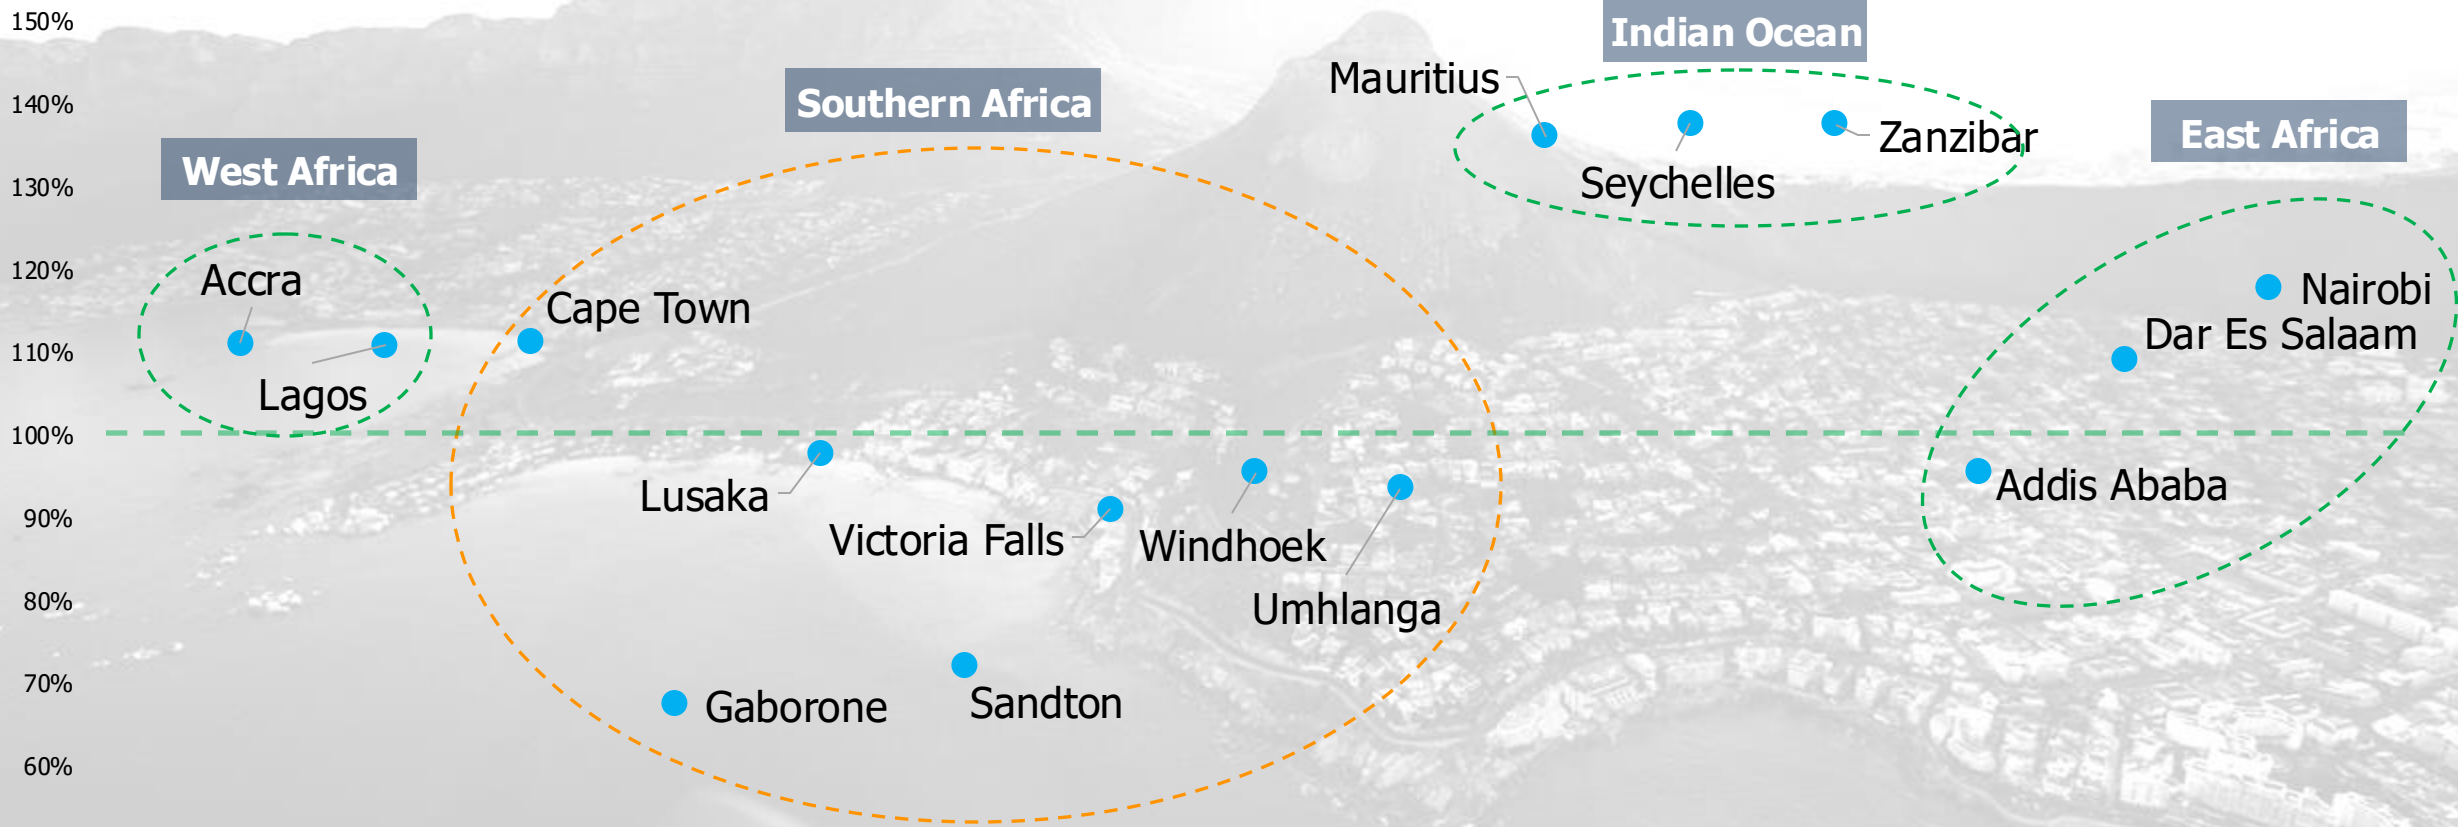 150%
140%
130%
120%
110%
100%
90%
80%
70%
60%
West Africa
Accra
Lagos
Southern Africa
Cape Town
Lusaka
Victoria Falls
Windhoek
Umhlanga
Gaborone
Sandton
Indian Ocean
Mauritius
Seychelles
Zanzibar
East Africa
Nairobi
Dar Es Salaam
Addis Ababa